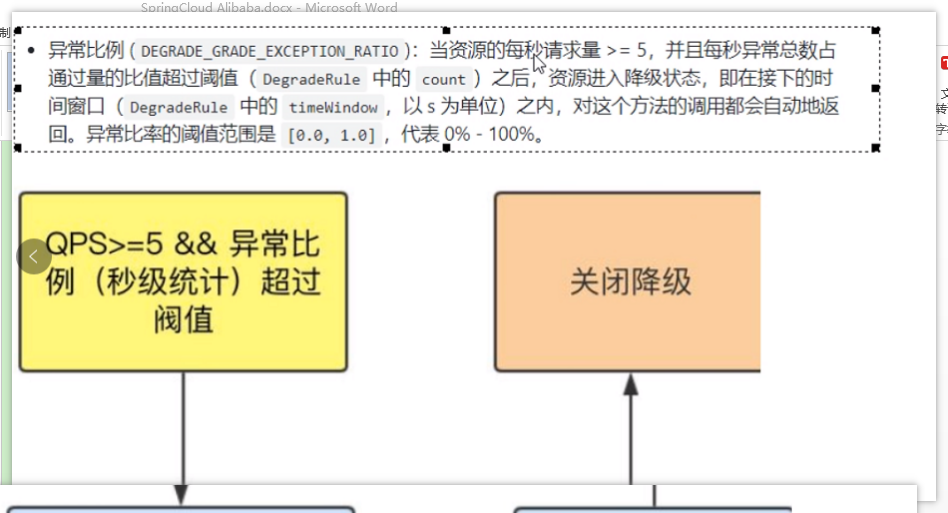 SpringCloud Alibaba.docx - Microsoft Word
制
• 异常比例 (DEGRADE_GRADE_EXCEPTION_RATIO)：当资源的每秒请求量 >= 5，并且每秒异常总数占
通过量的比值超过阈值（DegradeRule 中的 count）之后，资源进入降级状态，即在接下的时
间窗口（DegradeRule 中的 timeWindow，以 s 为单位）之内，对这个方法的调用都会自动地返
回。异常比率的阈值范围是 [0.0, 1.0]，代表 0% - 100%。
QPS>=5 && 异常比
例（秒级统计）超过
阀值
关闭降级
文
转
字